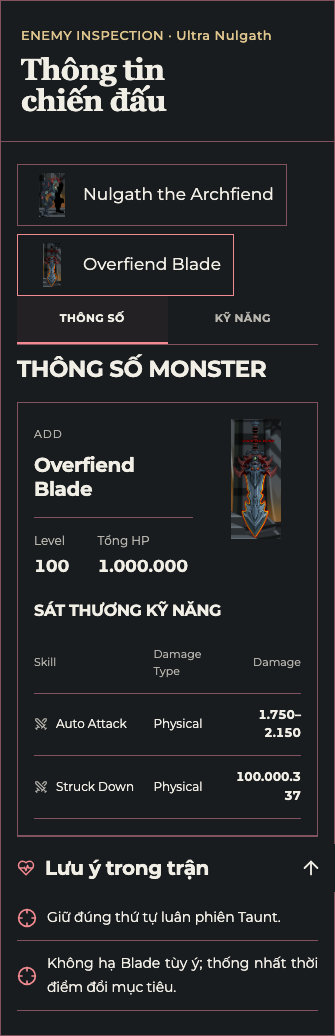 ENEMY INSPECTION · Ultra Nulgath
Thông tin
chiến đấu
Nulgath the Archfiend
Overfiend Blade
THÔNG SỐ
KỸ NĂNG
THÔNG SỐ MONSTER
ADD
Overfiend
Blade
Level
Tổng HP
100
1.000.000
SÁT THƯƠNG KỸ NĂNG
Skill
Damage
Type
Damage
Auto Attack
Physical
1.750–
2.150
Struck Down
Physical
100.000.3
37
Lưu ý trong trận
Giữ đúng thứ tự luân phiên Taunt.
Không hạ Blade tùy ý; thống nhất thời
điểm đổi mục tiêu.